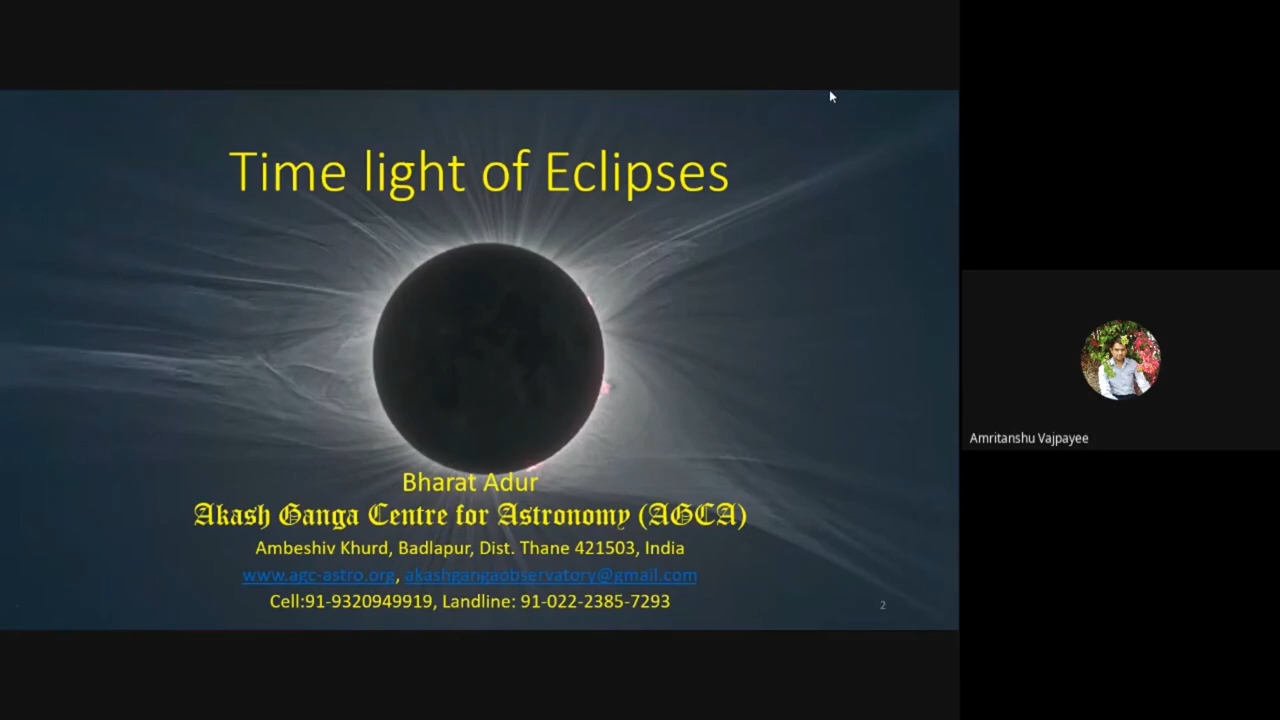 Time light of Eclipses
Bharat Adur
Akash Ganga Centre for Astronomy (AGCA)
Ambeshiv Khurd, Badlapur, Dist. Thane 421503, India
www.agc-astro.org, akashgangaobservatory@gmail.com
Cell:91-9320949919, Landline: 91-022-2385-7293
2
Amritanshu Vajpayee